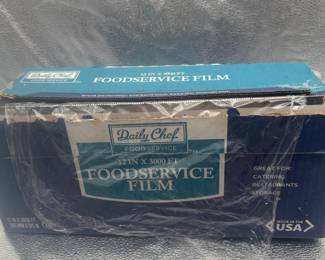 12 IN X 3000 FT
FOODSERVICE FILM
Daily Chef
FOODSERVICE
12 IN X 3000 FT
FOODSERVICE
FILM
GREAT FOR:
CATERING
RESTAURANTS
STORAGE
MADE IN THE
USA